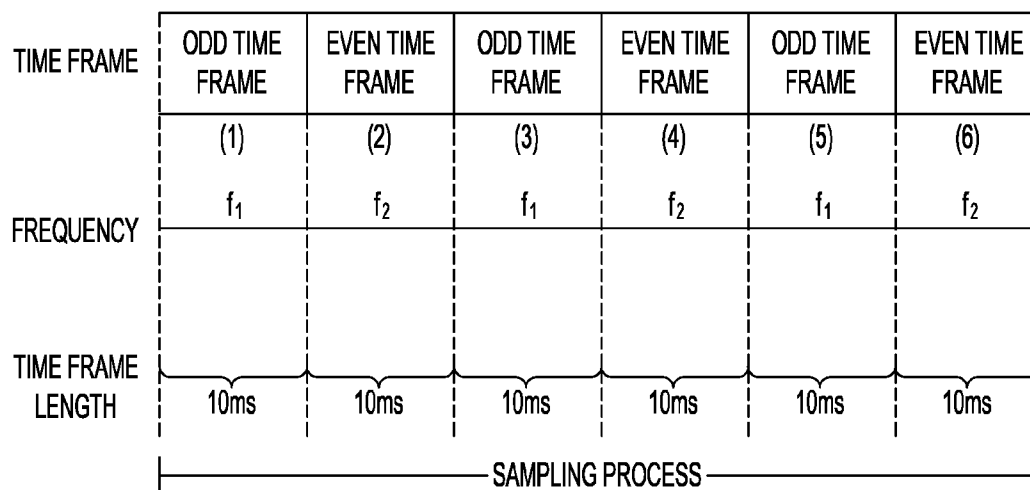 TIME FRAME
ODD TIME FRAME
EVEN TIME FRAME
ODD TIME FRAME
EVEN TIME FRAME
ODD TIME FRAME
EVEN TIME FRAME
(1) (2) (3) (4) (5) (6)
FREQUENCY
f₁ f₂ f₁ f₂ f₁ f₂
TIME FRAME LENGTH
10ms 10ms 10ms 10ms 10ms 10ms
SAMPLING PROCESS